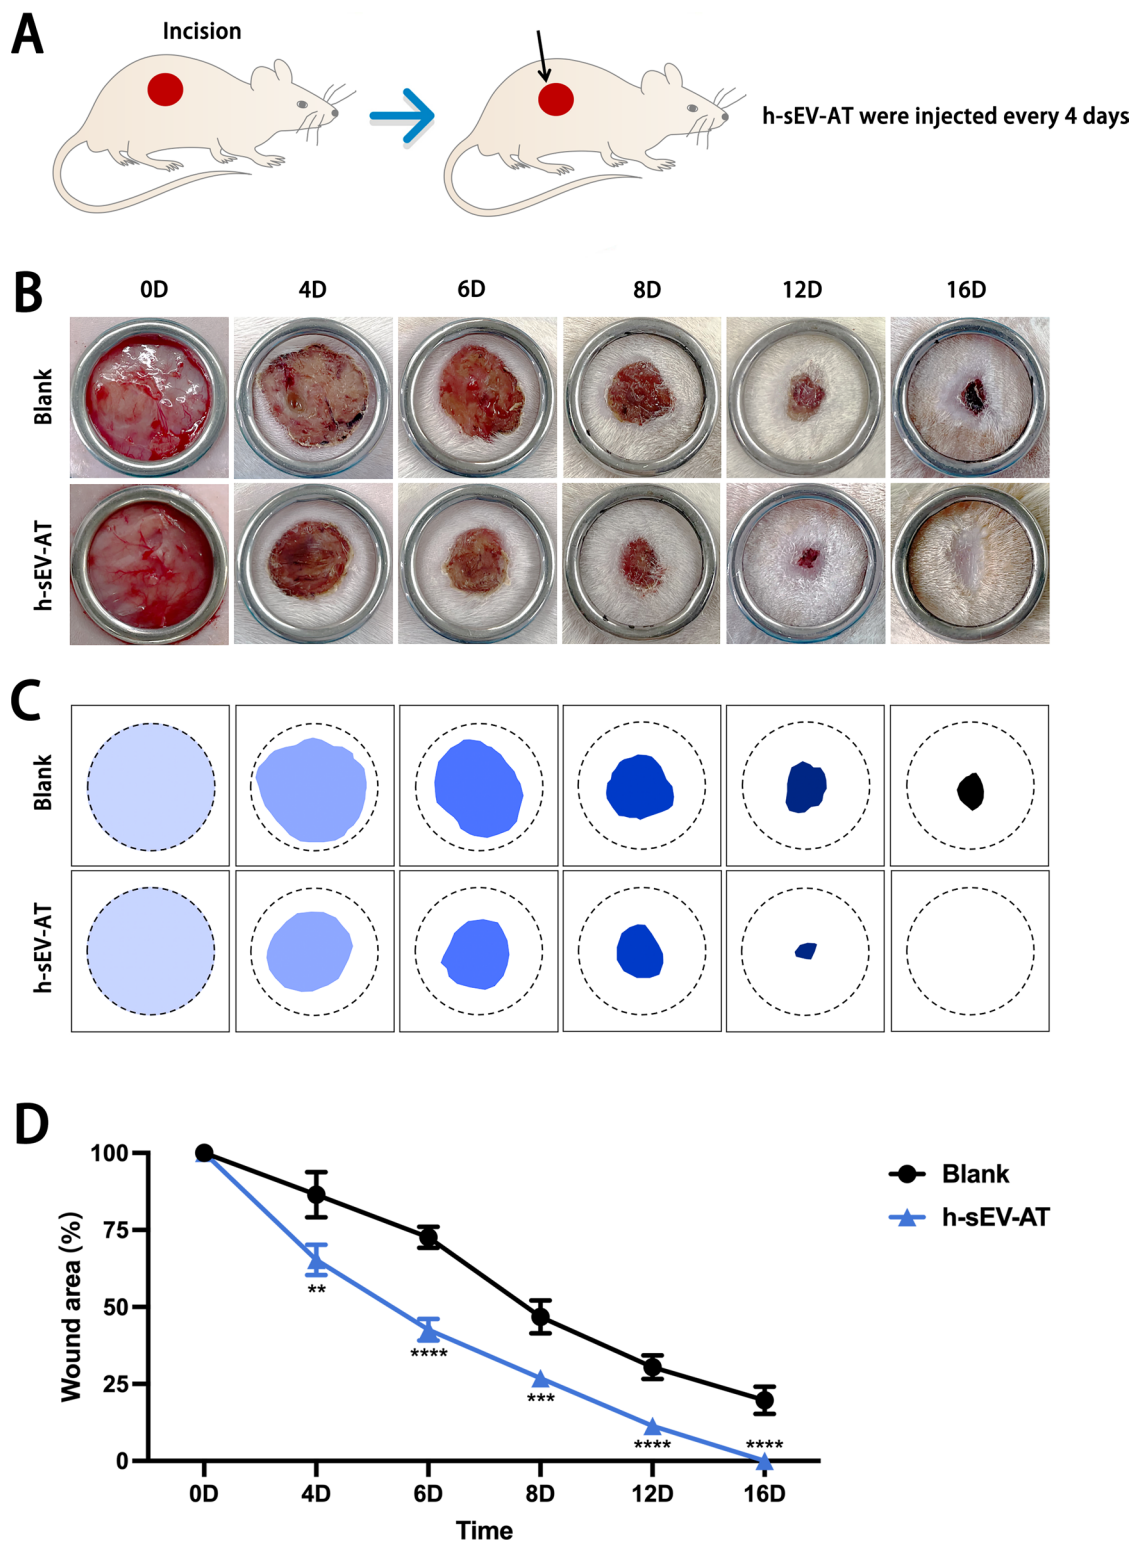 A
Incision
h-sEV-AT were injected every 4 days
B
0D 4D 6D 8D 12D 16D
Blank
h-sEV-AT
C
Blank
h-sEV-AT
D
Wound area (%)
100
75
50
25
0
** **** *** **** ****
0D 4D 6D 8D 12D 16D
Time
Blank
h-sEV-AT